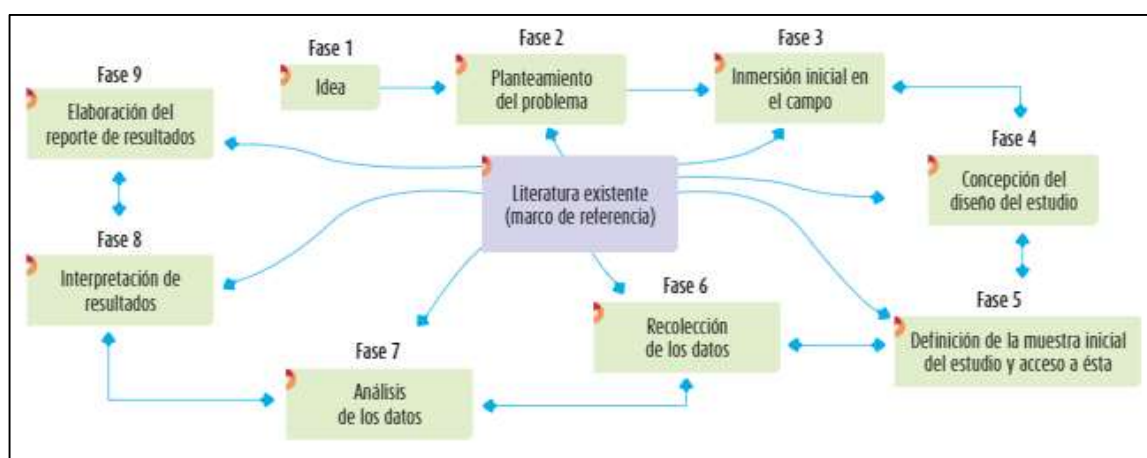 Fase 1
Idea
Fase 2
Planteamiento
del problema
Fase 3
Inmersión inicial en
el campo
Fase 4
Concepción del
diseño del estudio
Fase 5
Definición de la muestra inicial
del estudio y acceso a ésta
Fase 6
Recolección
de los datos
Fase 7
Análisis
de los datos
Fase 8
Interpretación de
resultados
Fase 9
Elaboración del
reporte de resultados
Literatura existente
(marco de referencia)